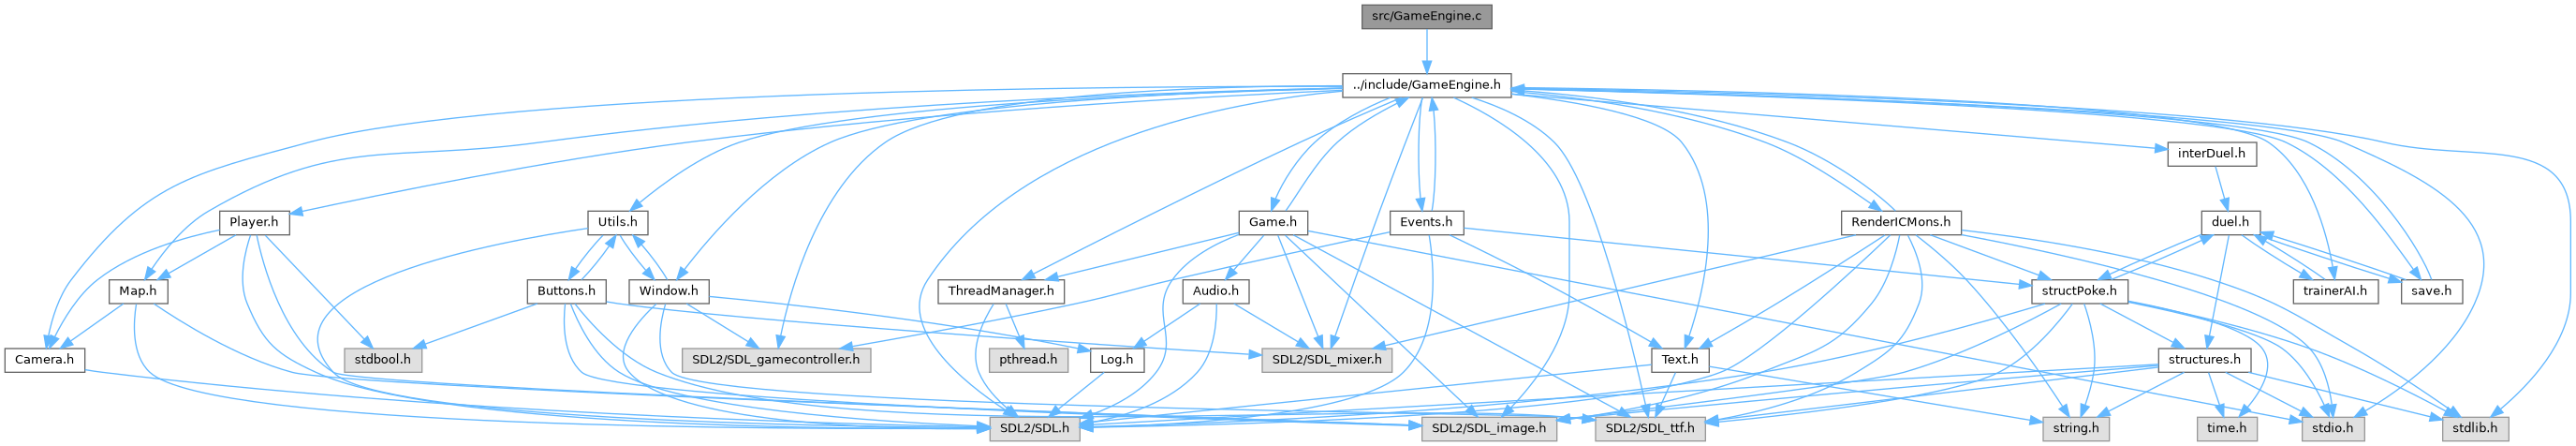 src/GameEngine.c
../include/GameEngine.h
interDuel.h
Player.h
Utils.h
Game.h
Events.h
RenderICMons.h
duel.h
Map.h
Buttons.h
Window.h
ThreadManager.h
Audio.h
structPoke.h
trainerAI.h
save.h
Camera.h
stdbool.h
SDL2/SDL_gamecontroller.h
pthread.h
Log.h
SDL2/SDL_mixer.h
Text.h
structures.h
SDL2/SDL.h
SDL2/SDL_image.h
SDL2/SDL_ttf.h
string.h
time.h
stdio.h
stdlib.h